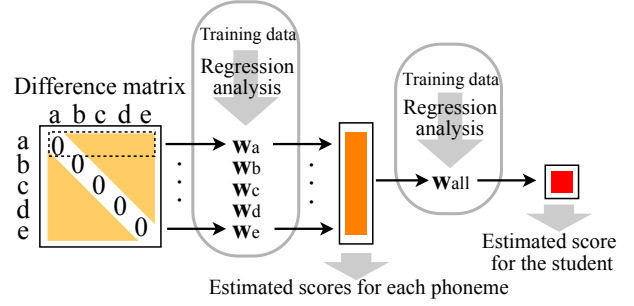 Training data
Regression
analysis
Difference matrix
a b c d e
a
b
c
d
e
0
0
0
0
0
wa
wb
wc
wd
we
Training data
Regression
analysis
wall
Estimated scores for each phoneme
Estimated score
for the student